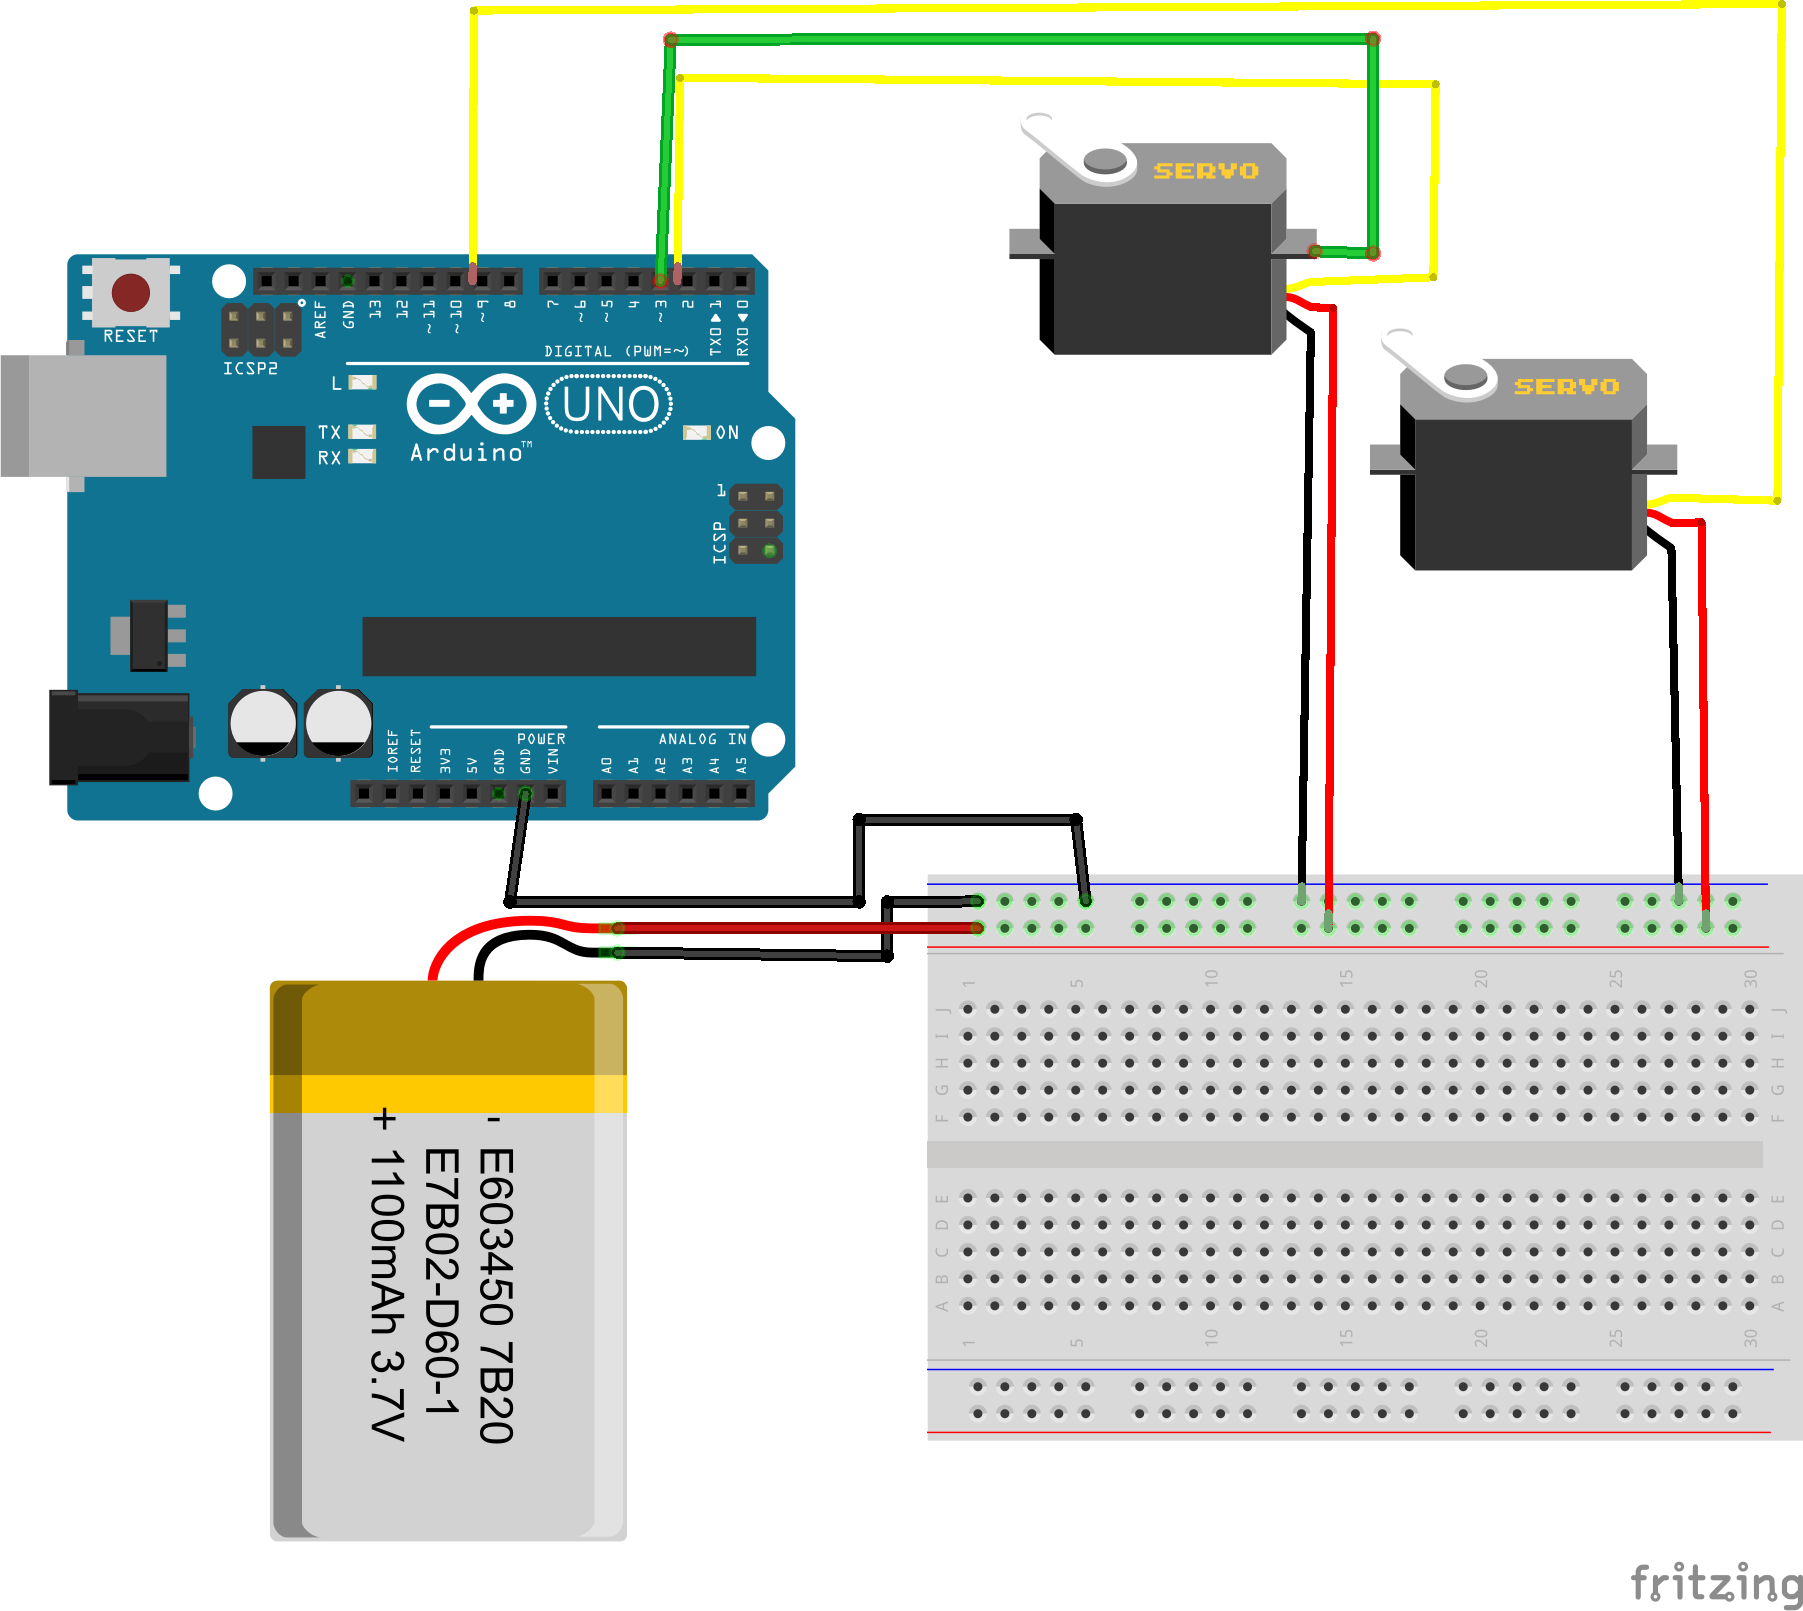 SERVO
SERVO
RESET
ICSP2
AREF
GND
13
12
~11
~10
~9
8
7
~6
~5
4
~3
2
TX0▶1
RX0◀0
DIGITAL (PWM=~)
L
TX
RX
Arduino™
UNO
ON
1
ICSP
IOREF
RESET
3V3
5V
GND
GND
VIN
POWER
A0
A1
A2
A3
A4
A5
ANALOG IN
1 5 10 15 20 25 30
J J
I I
H H
G G
F F
E E
D D
C C
B B
A A
1 5 10 15 20 25 30
- E603450 7B20
E7B02-D60-1
+ 1100mAh 3.7V
fritzing